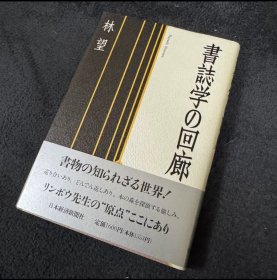 林望
書誌学の回廊
書物の知られざる世界!
リンボウ先生の"原点"ここにあり
日本経済新聞社